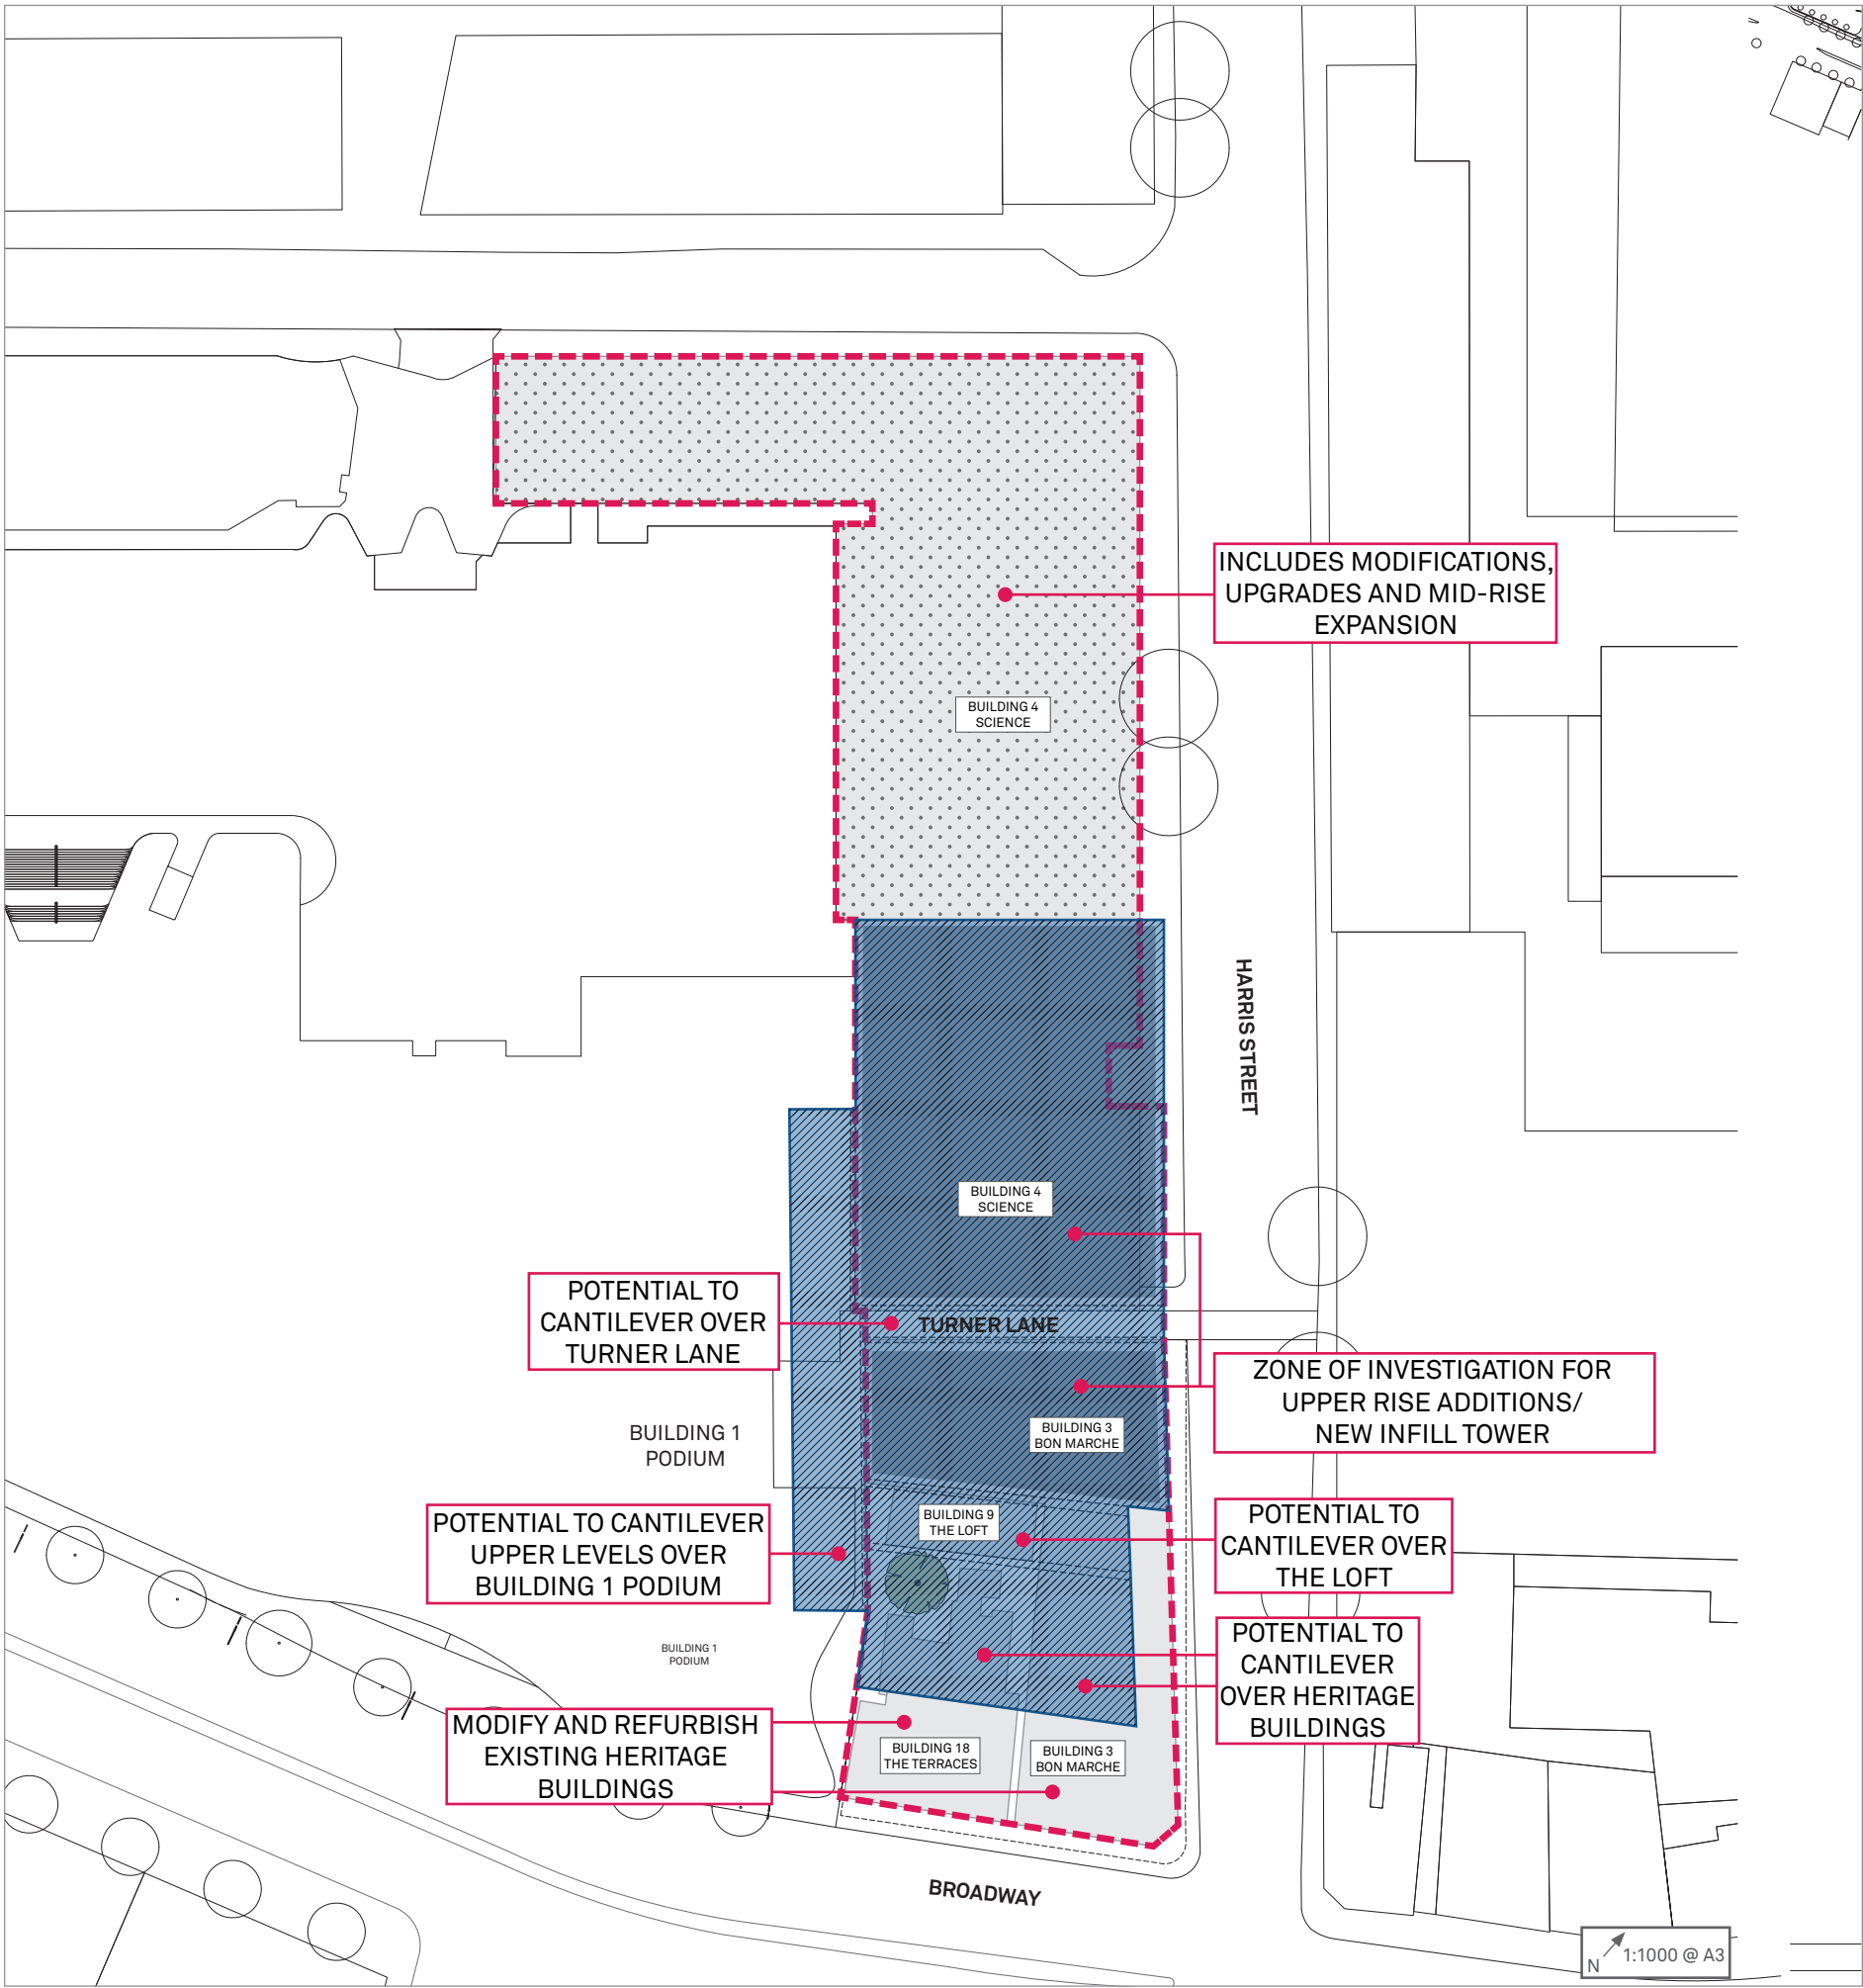 INCLUDES MODIFICATIONS,
UPGRADES AND MID-RISE
EXPANSION
BUILDING 4
SCIENCE
HARRIS STREET
BUILDING 4
SCIENCE
POTENTIAL TO
CANTILEVER OVER
TURNER LANE
TURNER LANE
ZONE OF INVESTIGATION FOR
UPPER RISE ADDITIONS/
NEW INFILL TOWER
BUILDING 1
PODIUM
BUILDING 3
BON MARCHE
POTENTIAL TO CANTILEVER
UPPER LEVELS OVER
BUILDING 1 PODIUM
BUILDING 9
THE LOFT
POTENTIAL TO
CANTILEVER OVER
THE LOFT
BUILDING 1
PODIUM
POTENTIAL TO
CANTILEVER
OVER HERITAGE
BUILDINGS
MODIFY AND REFURBISH
EXISTING HERITAGE
BUILDINGS
BUILDING 18
THE TERRACES
BUILDING 3
BON MARCHE
BROADWAY
N 1:1000 @ A3